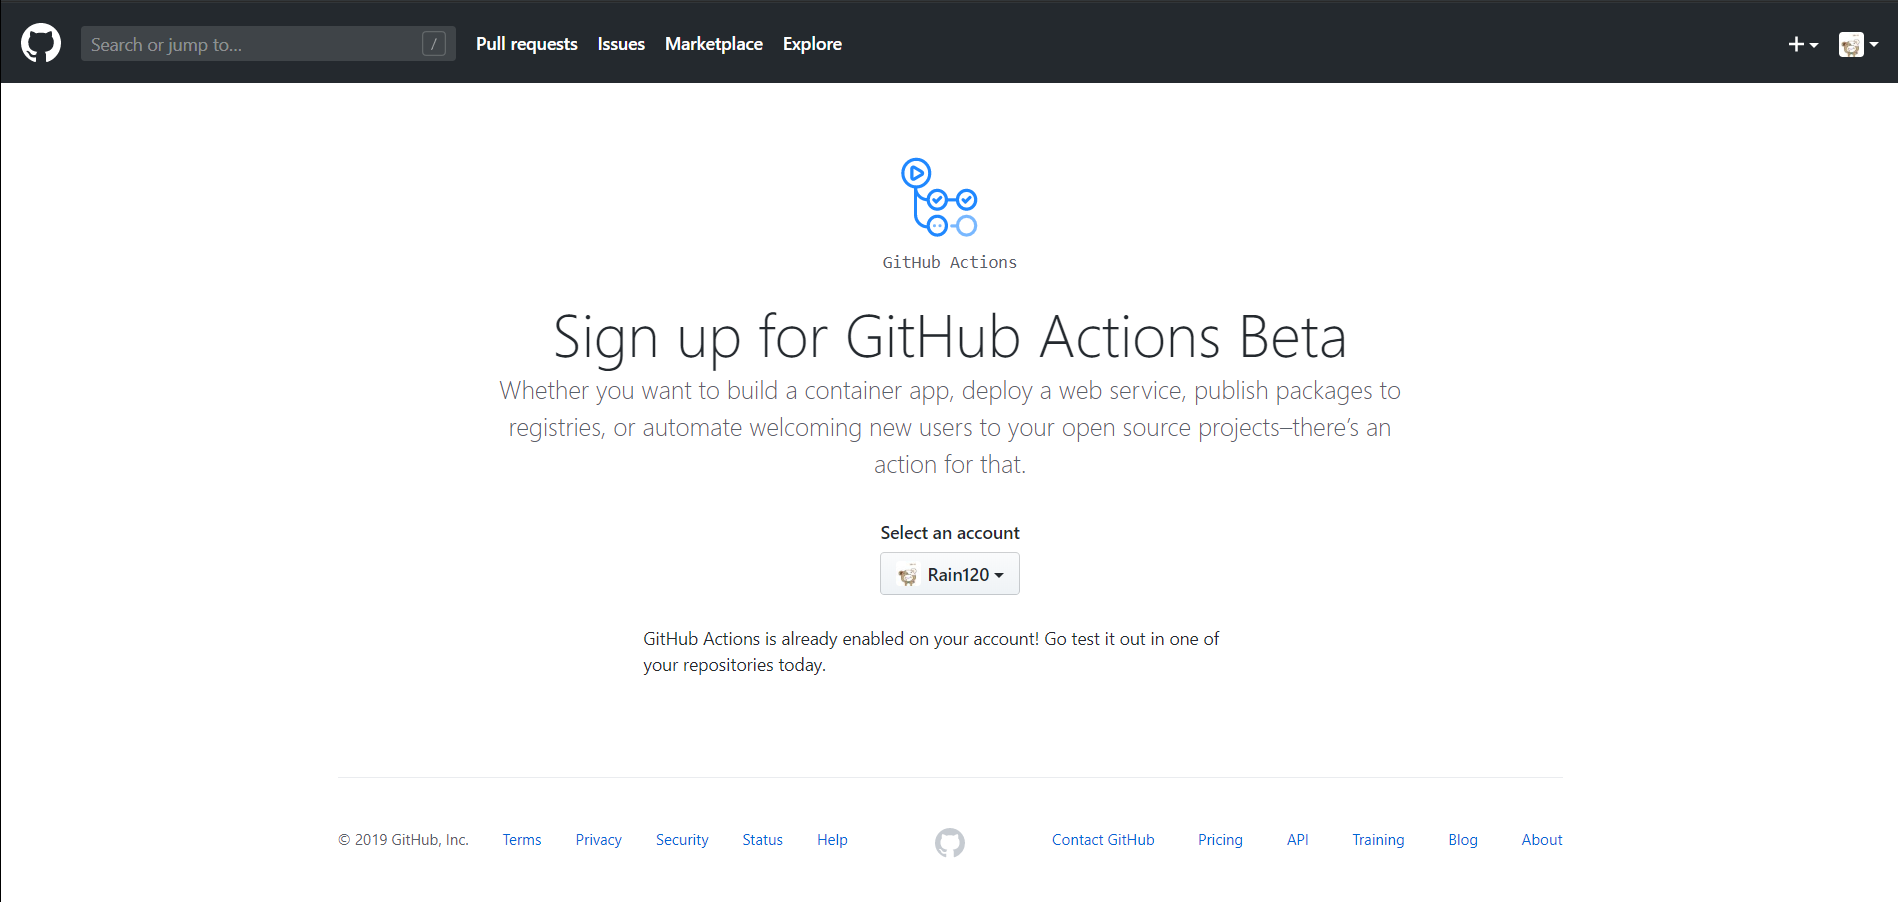 Search or jump to... /
Pull requests
Issues
Marketplace
Explore
GitHub Actions
Sign up for GitHub Actions Beta
Whether you want to build a container app, deploy a web service, publish packages to
registries, or automate welcoming new users to your open source projects–there’s an
action for that.
Select an account
Rain120
GitHub Actions is already enabled on your account! Go test it out in one of
your repositories today.
© 2019 GitHub, Inc.
Terms
Privacy
Security
Status
Help
Contact GitHub
Pricing
API
Training
Blog
About